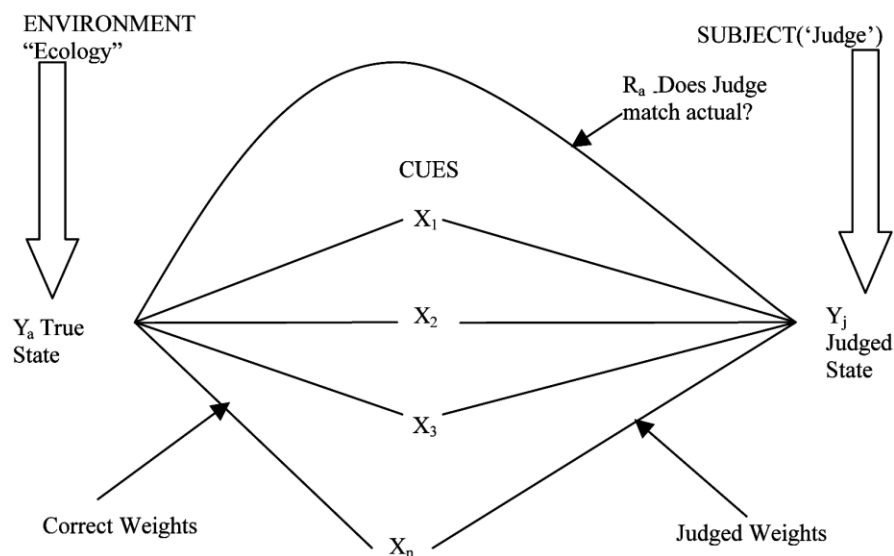 ENVIRONMENT
“Ecology”
SUBJECT(‘Judge’)
Rₐ .Does Judge
match actual?
CUES
X₁
X₂
X₃
Xₙ
Yₐ True
State
Yⱼ
Judged
State
Correct Weights
Judged Weights